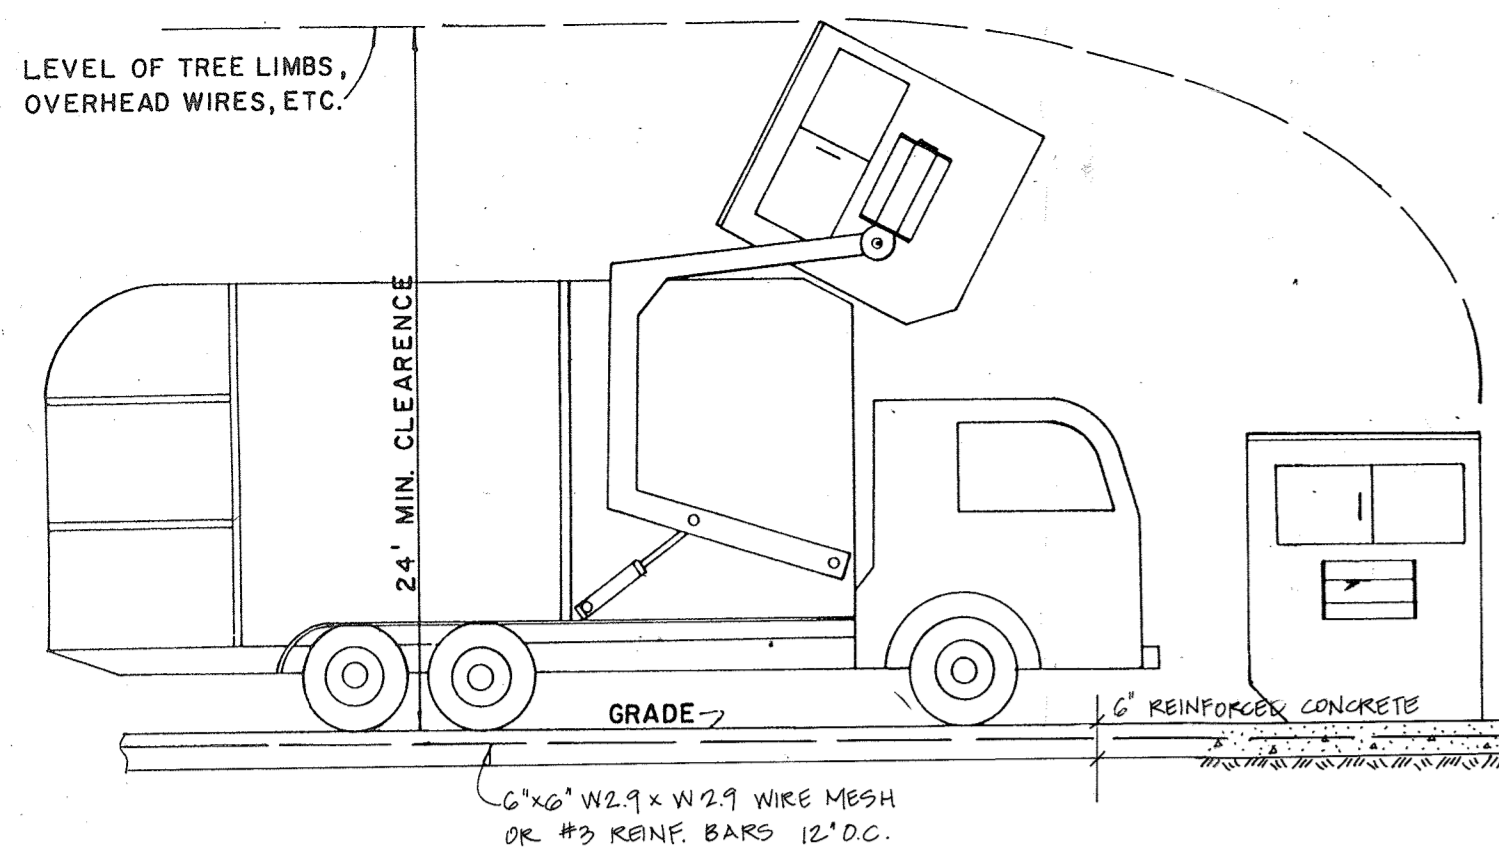 LEVEL OF TREE LIMBS,
OVERHEAD WIRES, ETC.
24' MIN. CLEARENCE
GRADE
6" REINFORCED CONCRETE
6"x6" W2.9 x W2.9 WIRE MESH
OR #3 REINF. BARS 12" O.C.